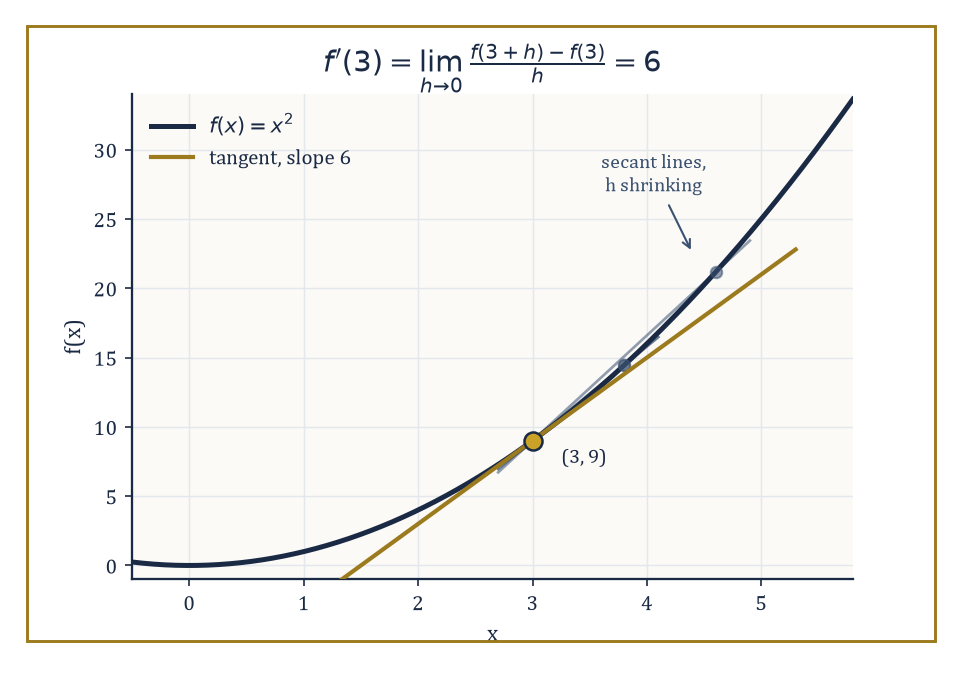 f′(3) = lim h→0 f(3 + h) − f(3) / h = 6
f(x) = x²
tangent, slope 6
secant lines,
h shrinking
(3, 9)
f(x)
30
25
20
15
10
5
0
0 1 2 3 4 5
x